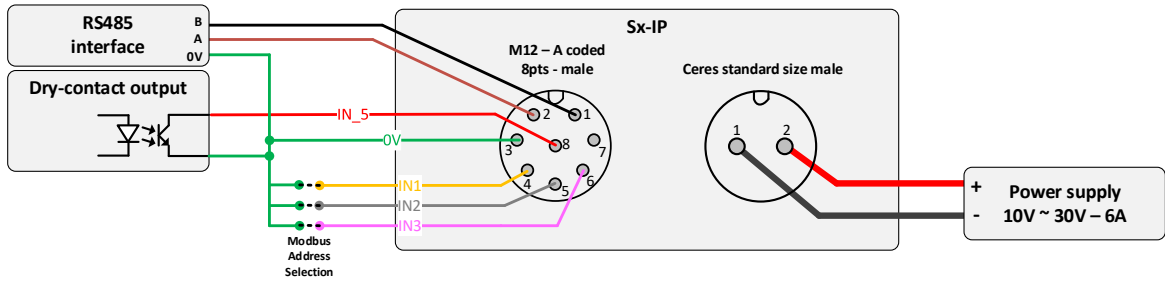 RS485
interface
B
A
0V
Dry-contact output
Sx-IP
M12 – A coded
8pts - male
Ceres standard size male
IN_5
0V
IN1
IN2
IN3
2
1
3
8
7
4
5
6
1
2
Modbus
Address
Selection
+
-
Power supply
10V ~ 30V – 6A